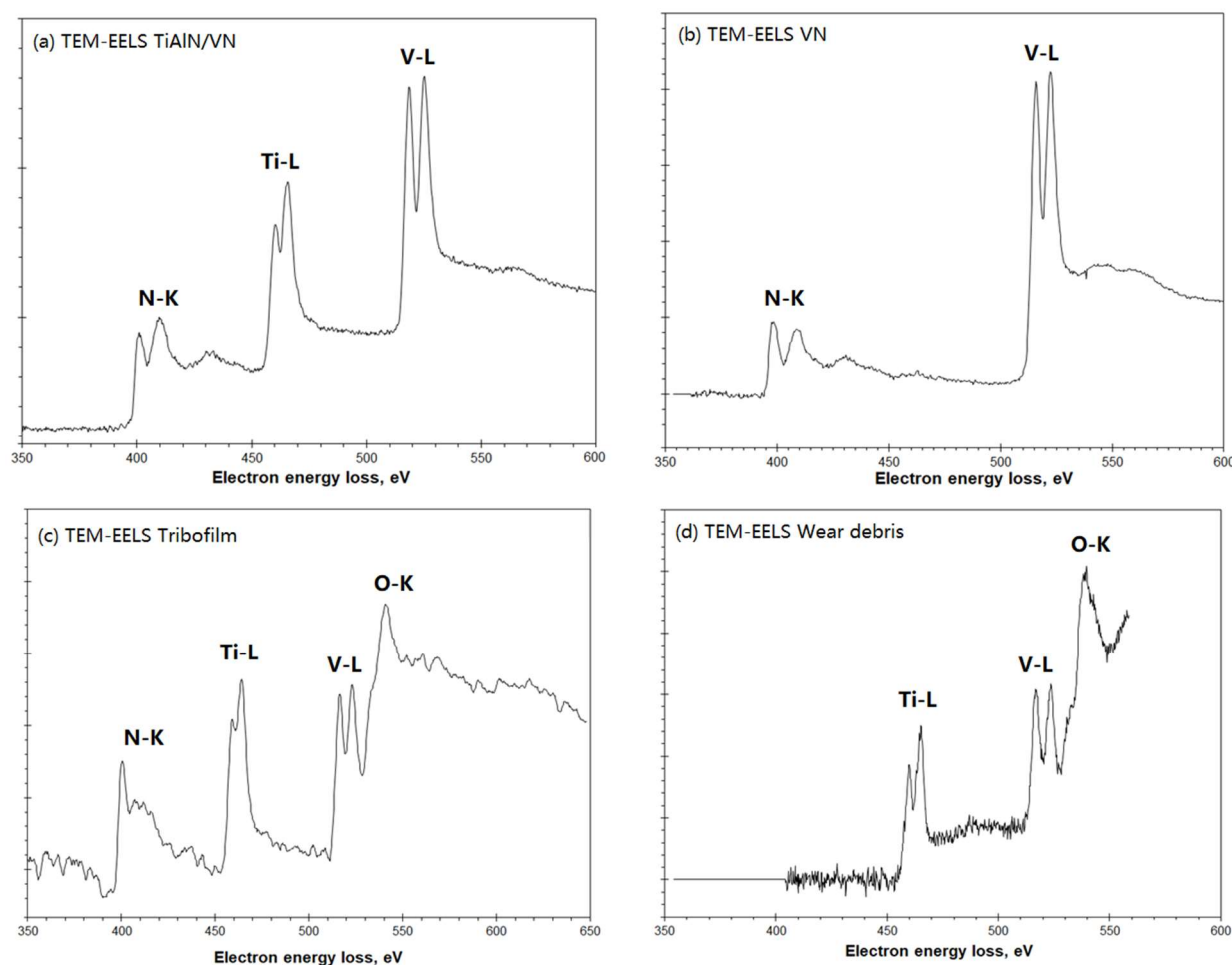 (a) TEM-EELS TiAlN/VN
V-L
Ti-L
N-K
350 400 450 500 550 600
Electron energy loss, eV
(b) TEM-EELS VN
V-L
N-K
350 400 450 500 550 600
Electron energy loss, eV
(c) TEM-EELS Tribofilm
O-K
Ti-L
V-L
N-K
350 400 450 500 550 600 650
Electron energy loss, eV
(d) TEM-EELS Wear debris
O-K
V-L
Ti-L
350 400 450 500 550 600
Electron energy loss, eV